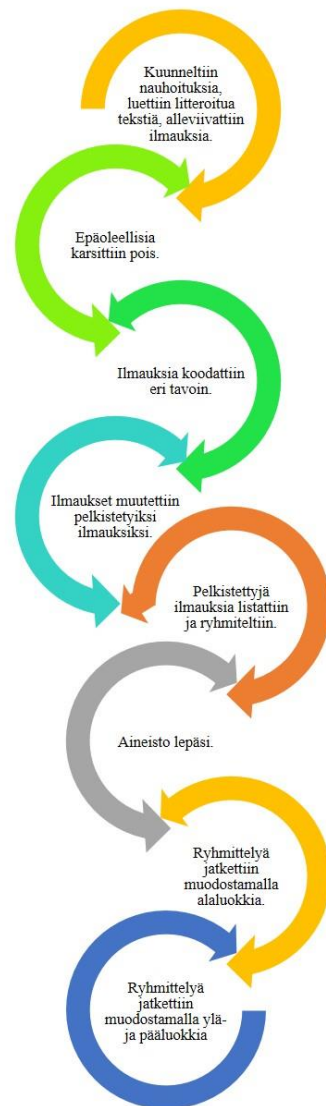 Kuunneltiin
nauhoituksia,
luettiin litteroitua
tekstiä, alleviivattiin
ilmauksia.
Epäoleellisia
karsittiin pois.
Ilmauksia koodattiin
eri tavoin.
Ilmaukset muutettiin
pelkistetyiksi
ilmauksiksi.
Pelkistettyjä
ilmauksia listattiin
ja ryhmiteltiin.
Aineisto lepäsi.
Ryhmittelyä
jatkettiin
muodostamalla
alaluokkia.
Ryhmittelyä
jatkettiin
muodostamalla ylä-
ja pääluokkia